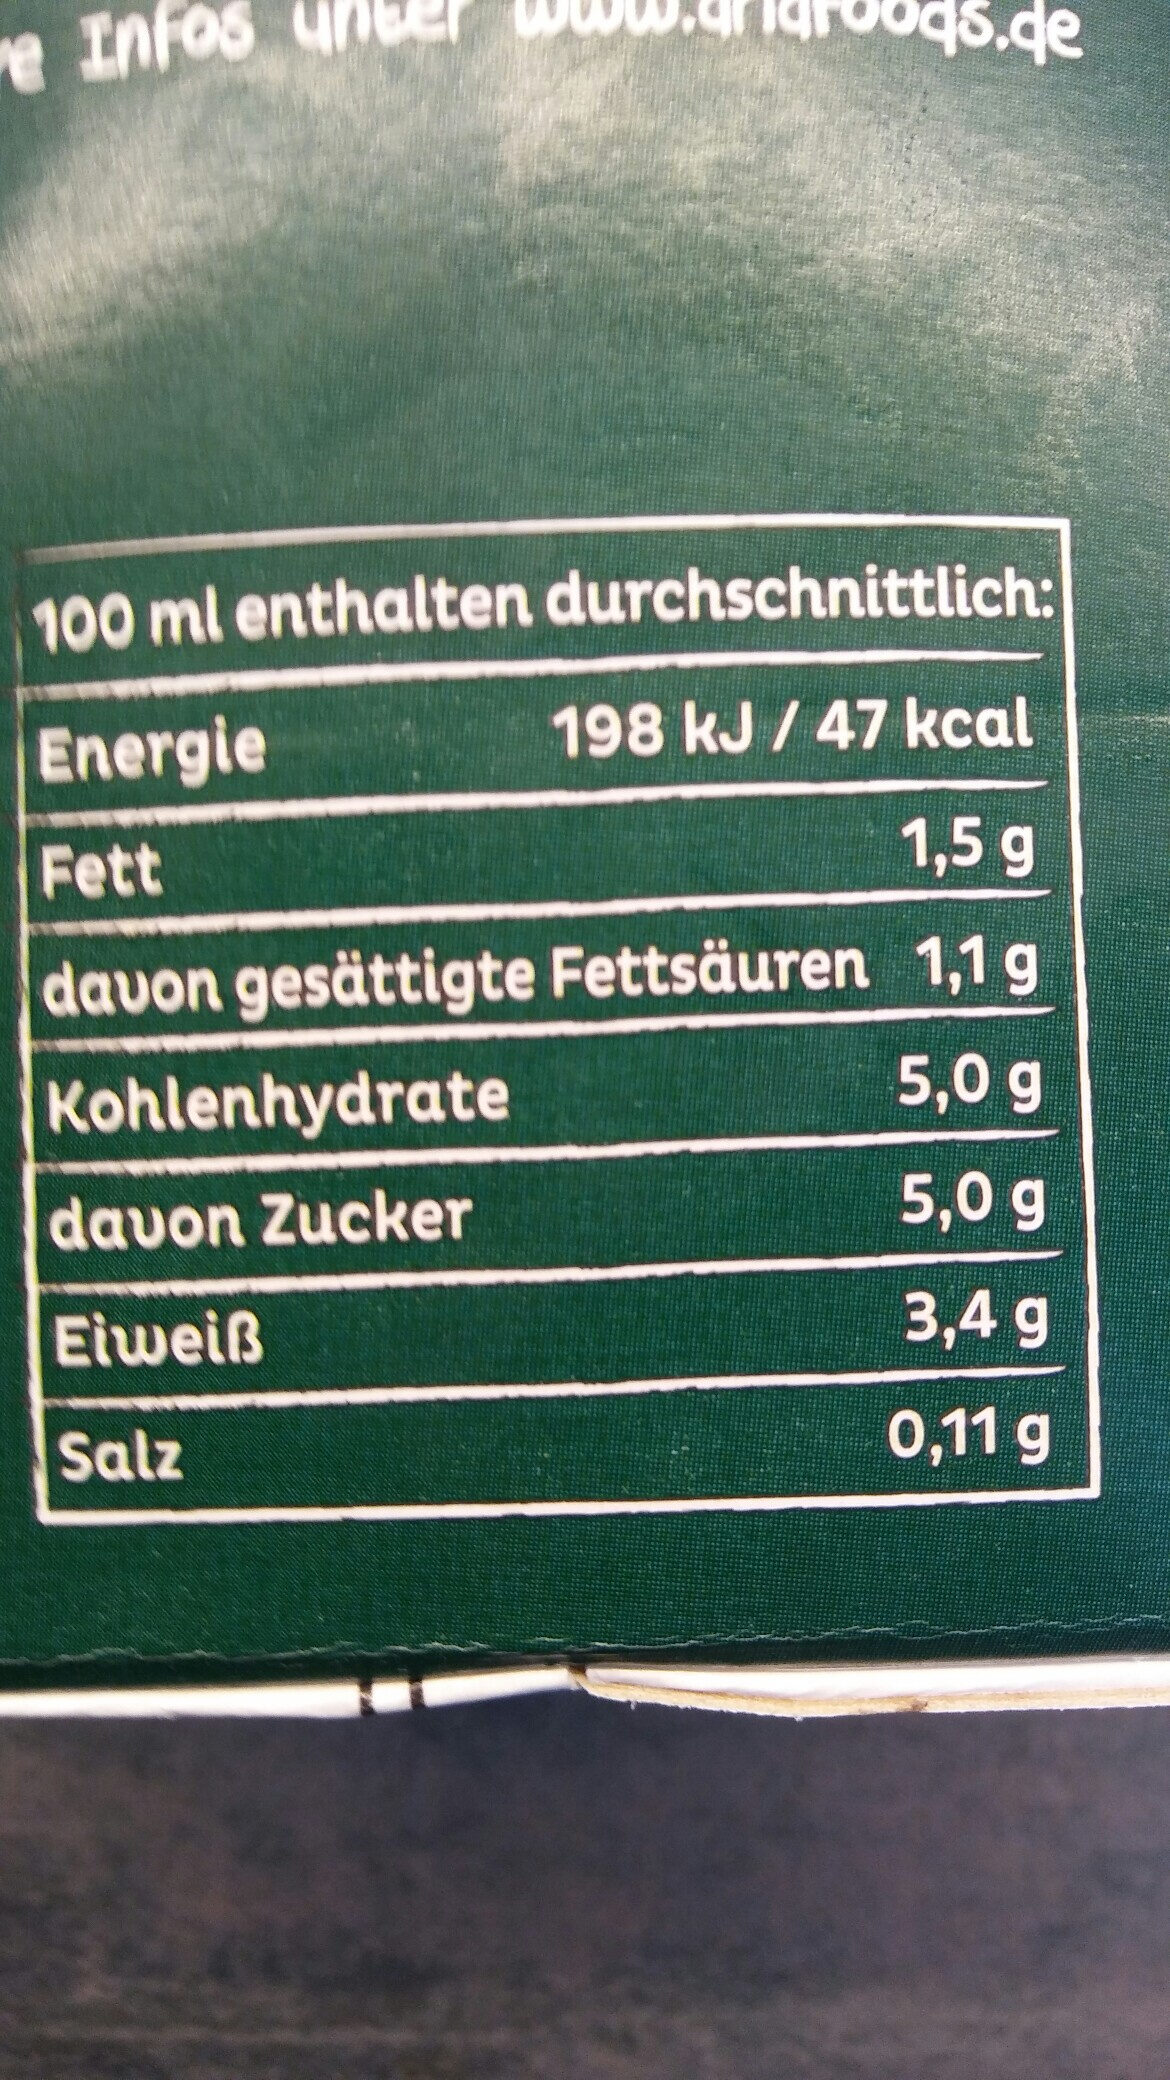 Infos unter www.arlafoods.de
100 ml enthalten durchschnittlich:
Energie 198 kJ / 47 kcal
Fett 1,5 g
davon gesättigte Fettsäuren 1,1 g
Kohlenhydrate 5,0 g
davon Zucker 5,0 g
Eiweiß 3,4 g
Salz 0,11 g